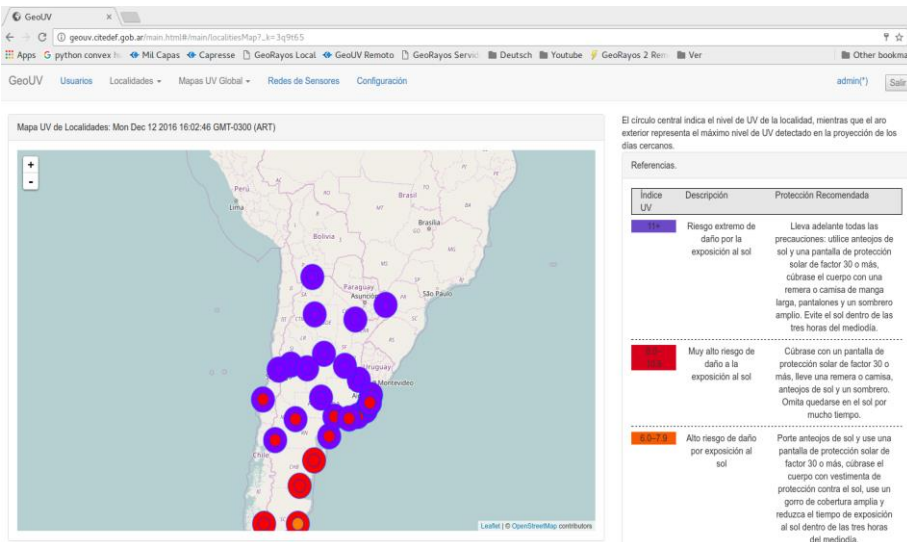 GeoUV
geouv.citedef.gob.ar/main.html#/main/localitiesMap?_k=3q9t65
Apps G python convex Mil Capas Capresse GeoRayos Local GeoUV Remoto GeoRayos Servid Deutsch Youtube GeoRayos 2 Rem Ver Other bookma
GeoUV Usuarios Localidades Mapas UV Global Redes de Sensores Configuración admin(*) Salir
Mapa UV de Localidades: Mon Dec 12 2016 16:02:46 GMT-0300 (ART)
+
-
Perú
Lima
Brasil
Brasília
Bolivia
Paraguay
Asunción
São Paulo
Uruguay
Montevideo
Chile
Leaflet | © OpenStreetMap contributors
El círculo central indica el nivel de UV de
la localidad, mientras que el aro
exterior representa el máximo nivel de
UV detectado en la proyección de los
días cercanos.
Referencias.
Índice UV Descripción Protección Recomendada
11+
Riesgo extremo de
daño por la
exposición al sol
Lleva adelante todas las
precauciones: utilice anteojos de
sol y una pantalla de protección
solar de factor 30 o más,
cúbrase el cuerpo con una
remera o camisa de manga
larga, pantalones y un sombrero
amplio. Evite el sol dentro de las
tres horas del mediodía.
Muy alto riesgo de
daño a la
exposición al sol
Cúbrase con un pantalla de
protección solar de factor 30 o
más, lleve una remera o camisa,
anteojos de sol y un sombrero.
Omita quedarse en el sol por
mucho tiempo.
6.0-7.9
Alto riesgo de daño
por exposición al
sol
Porte anteojos de sol y use una
pantalla de protección solar de
factor 30 o más, cúbrase el
cuerpo con vestimenta de
protección contra el sol, use un
gorro de cobertura amplia y
reduzca el tiempo de exposición
al sol dentro de las tres horas
del mediodía.